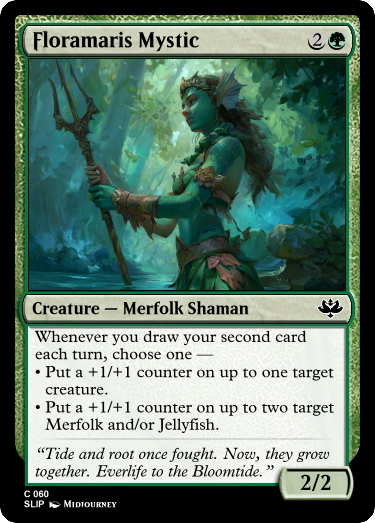 Floramaris Mystic 2
Creature — Merfolk Shaman
Whenever you draw your second card
each turn, choose one —
• Put a +1/+1 counter on up to one target
creature.
• Put a +1/+1 counter on up to two target
Merfolk and/or Jellyfish.
“Tide and root once fought. Now, they grow
together. Everlife to the Bloomtide.”
2/2
C 060
SLIP Midjourney